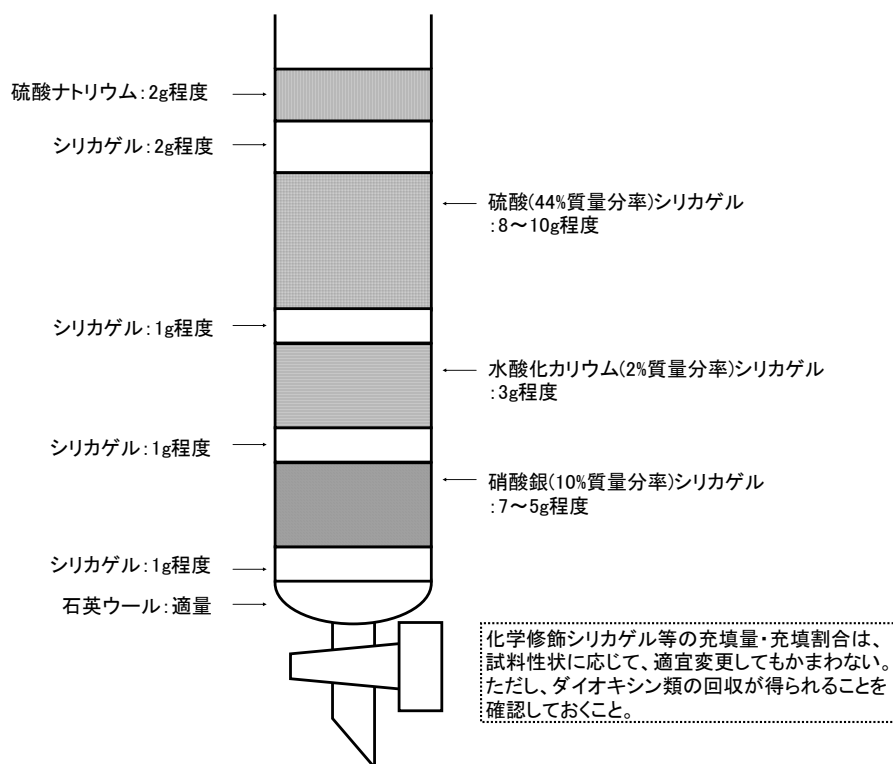 硫酸ナトリウム：2g程度
シリカゲル：2g程度
硫酸(44%質量分率)シリカゲル
：8～10g程度
シリカゲル：1g程度
水酸化カリウム(2%質量分率)シリカゲル
：3g程度
シリカゲル：1g程度
硝酸銀(10%質量分率)シリカゲル
：7～5g程度
シリカゲル：1g程度
石英ウール：適量
化学修飾シリカゲル等の充填量・充填割合は、
試料性状に応じて、適宜変更してもかまわない。
ただし、ダイオキシン類の回収が得られることを
確認しておくこと。